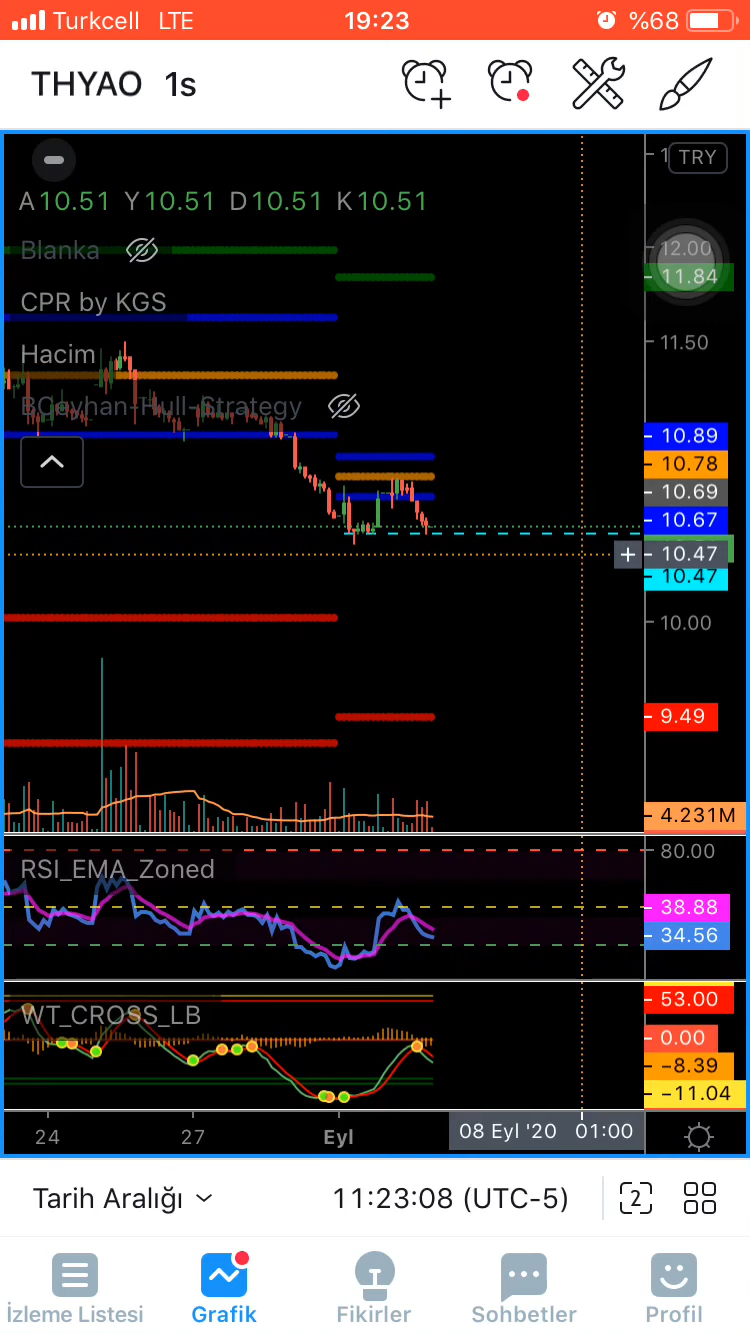 Turkcell LTE 19:23 %68
THYAO 1s
TRY
A10.51 Y10.51 D10.51 K10.51
12.00
Blanka
11.84
CPR by KGS
11.50
Hacim
BCeyhan-Hull-Strategy
10.89
10.78
10.69
10.67
+ 10.47
10.47
10.00
9.49
4.231M
80.00
RSI_EMA_Zoned
38.88
34.56
53.00
WT_CROSS_LB
0.00
−8.39
−11.04
24 27 Eyl 08 Eyl '20 01:00
Tarih Aralığı 11:23:08 (UTC-5) 2
İzleme Listesi Grafik Fikirler Sohbetler Profil